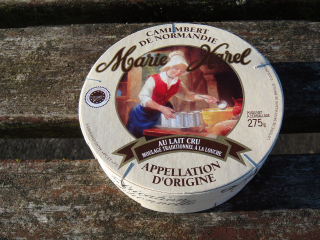 CAMEMBERT
DE NORMANDIE
Marie Harel
275g
AU LAIT CRU
MOULAGE TRADITIONNEL À LA LOUCHE
APPELLATION
D'ORIGINE